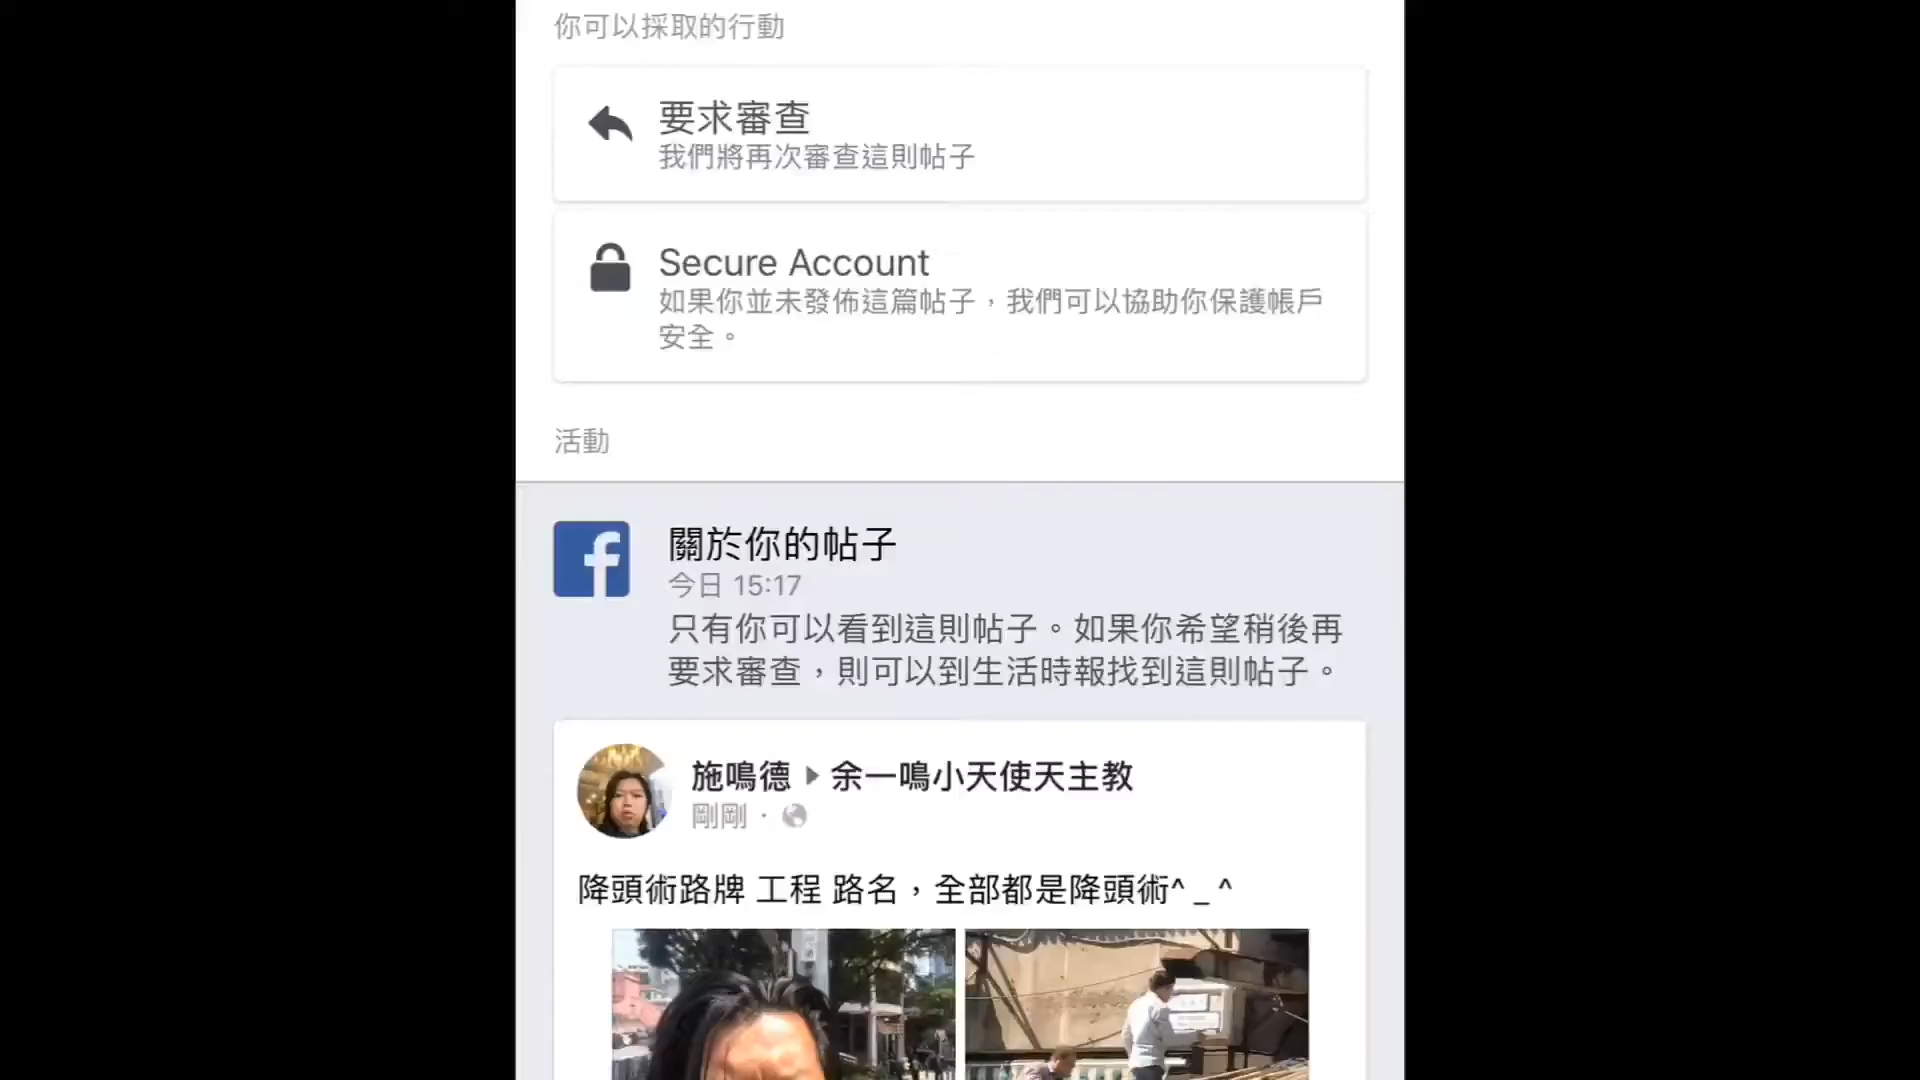 你可以採取的行動
要求審查
我們將再次審查這則帖子
Secure Account
如果你並未發佈這篇帖子，我們可以協助你保護帳戶
安全。
活動
關於你的帖子
今日 15:17
只有你可以看到這則帖子。如果你希望稍後再
要求審查，則可以到生活時報找到這則帖子。
施鳴德 ▶ 余一鳴小天使天主教
剛剛 ·
降頭術路牌 工程 路名，全部都是降頭術^ _ ^